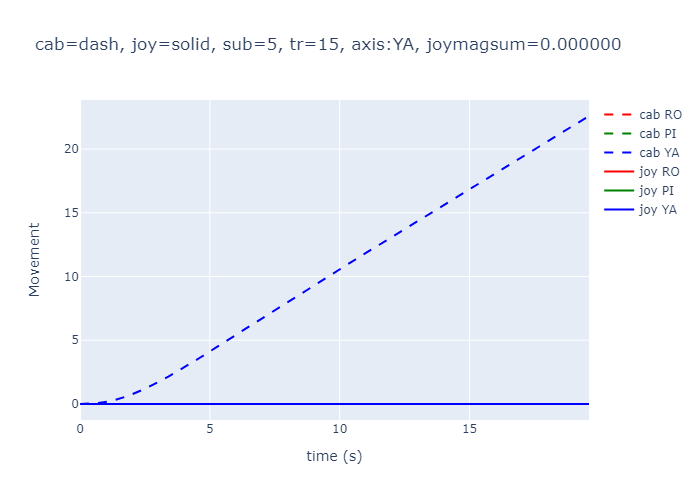 cab=dash, joy=solid, sub=5, tr=15, axis:YA, joymagsum=0.000000
cab RO
cab PI
cab YA
joy RO
joy PI
joy YA
20
15
10
5
0
Movement
0
5
10
15
time (s)